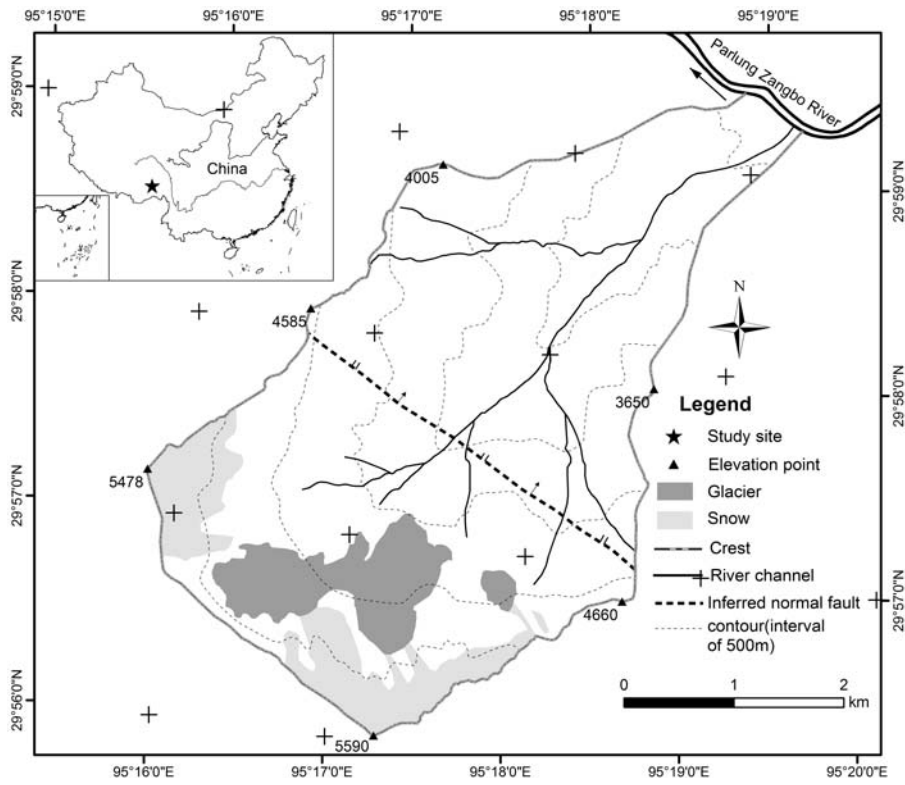 95°15'0"E 95°16'0"E 95°17'0"E 95°18'0"E 95°19'0"E
Parlung Zangbo River
29°59'0"N
China
4005
29°59'0"N
29°58'0"N
4585
N
3650
29°58'0"N
Legend
Study site
5478
Elevation point
29°57'0"N
Glacier
Snow
Crest
River channel
29°57'0"N
4660
Inferred normal fault
contour(interval
of 500m)
0 1 2
km
29°56'0"N
5590
95°16'0"E 95°17'0"E 95°18'0"E 95°19'0"E 95°20'0"E